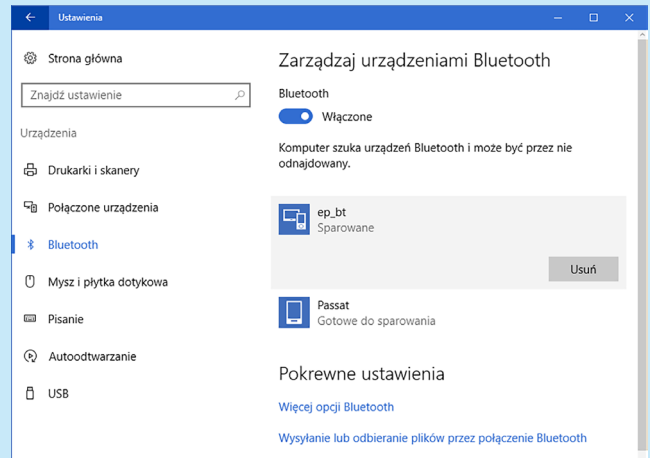 Ustawienia
Strona główna
Znajdź ustawienie
Urządzenia
Drukarki i skanery
Połączone urządzenia
Bluetooth
Mysz i płytka dotykowa
Pisanie
Autoodtwarzanie
USB
Zarządzaj urządzeniami Bluetooth
Bluetooth
Włączone
Komputer szuka urządzeń Bluetooth i może być przez nie
odnajdowany.
ep_bt
Sparowane
Usuń
Passat
Gotowe do sparowania
Pokrewne ustawienia
Więcej opcji Bluetooth
Wysyłanie lub odbieranie plików przez połączenie Bluetooth